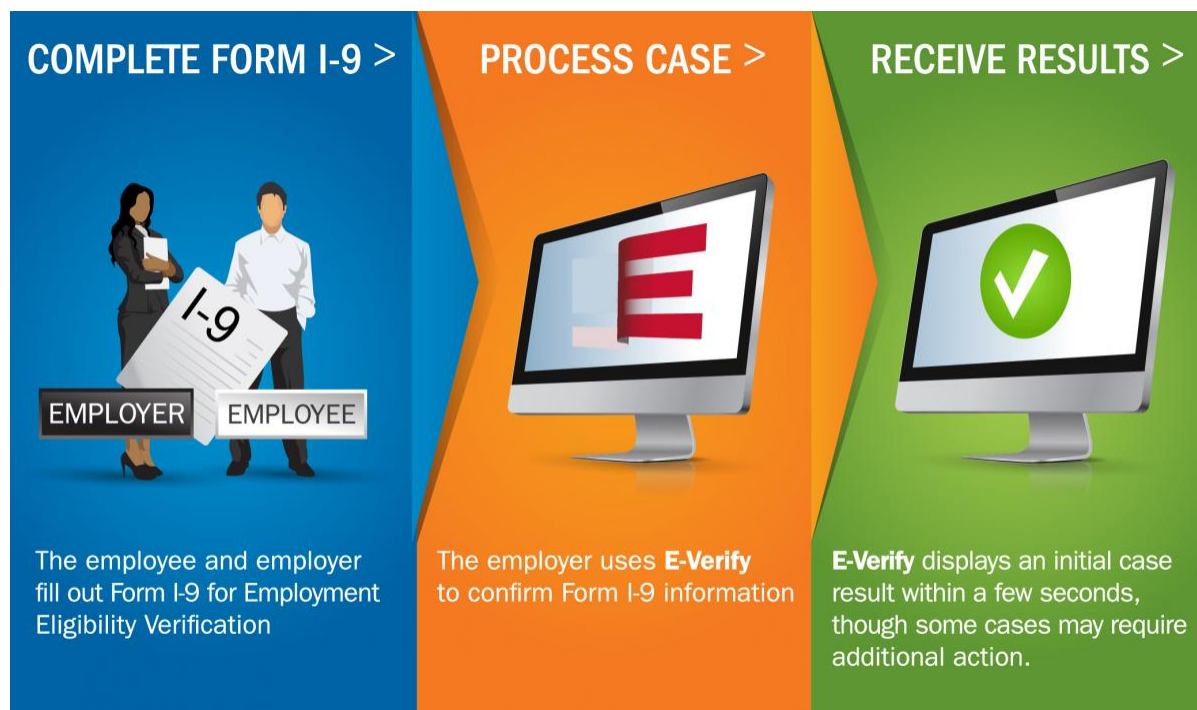 COMPLETE FORM I-9 >
I-9
EMPLOYER
EMPLOYEE
The employee and employer
fill out Form I-9 for Employment
Eligibility Verification
PROCESS CASE >
E
The employer uses E-Verify
to confirm Form I-9 information
RECEIVE RESULTS >
E-Verify displays an initial case
result within a few seconds,
though some cases may require
additional action.